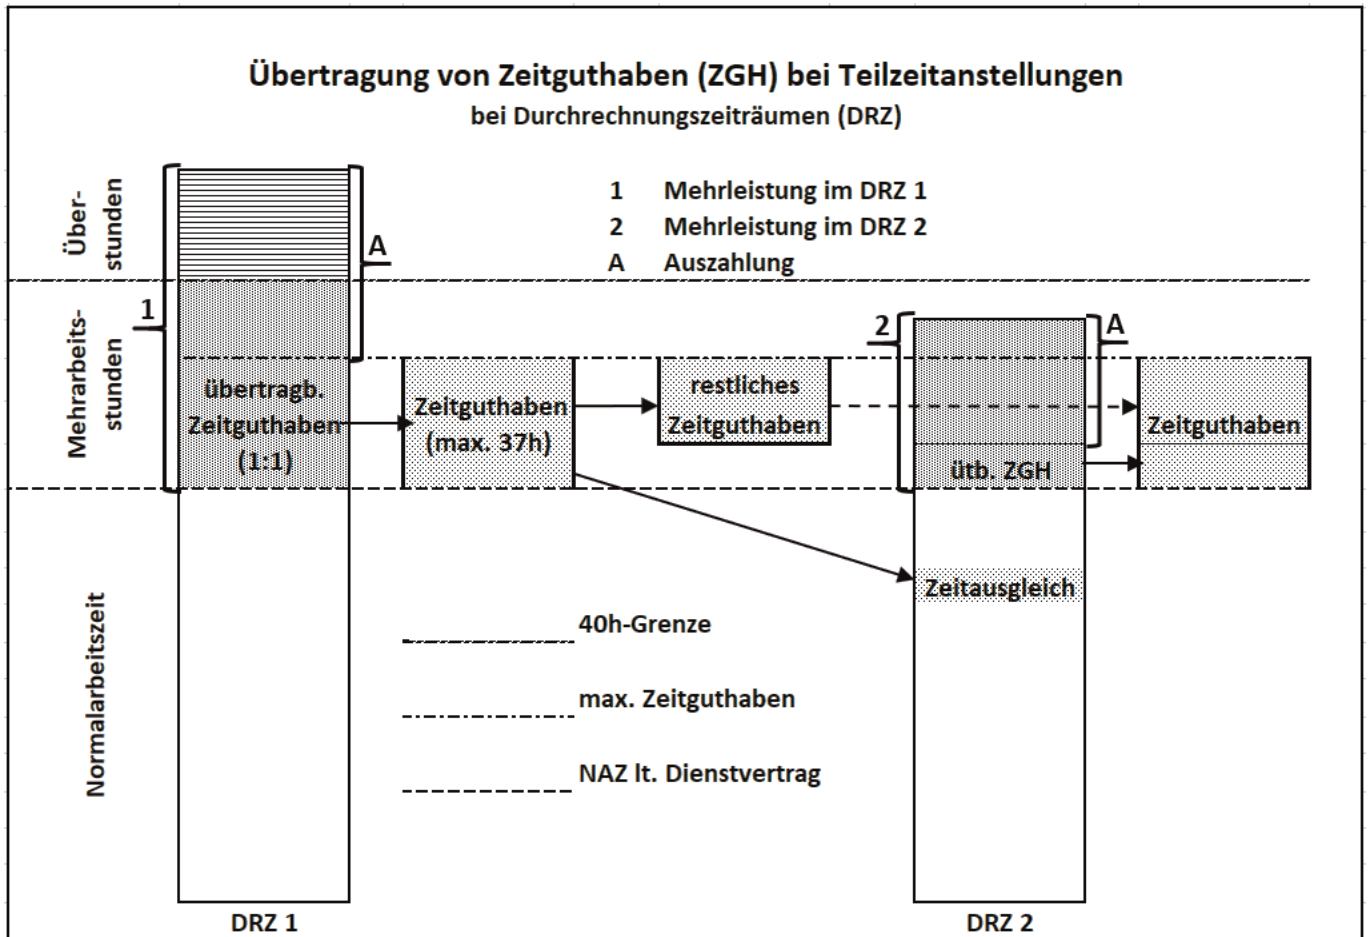 Übertragung von Zeitguthaben (ZGH) bei Teilzeitanstellungen
bei Durchrechnungszeiträumen (DRZ)
Über-
stunden
A
1 Mehrleistung im DRZ 1
2 Mehrleistung im DRZ 2
A Auszahlung
1
Mehrarbeits-
stunden
2
A
übertragb.
Zeitguthaben
(1:1)
Zeitguthaben
(max. 37h)
restliches
Zeitguthaben
Zeitguthaben
ütb. ZGH
Zeitausgleich
Normalarbeitszeit
40h-Grenze
max. Zeitguthaben
NAZ lt. Dienstvertrag
DRZ 1
DRZ 2